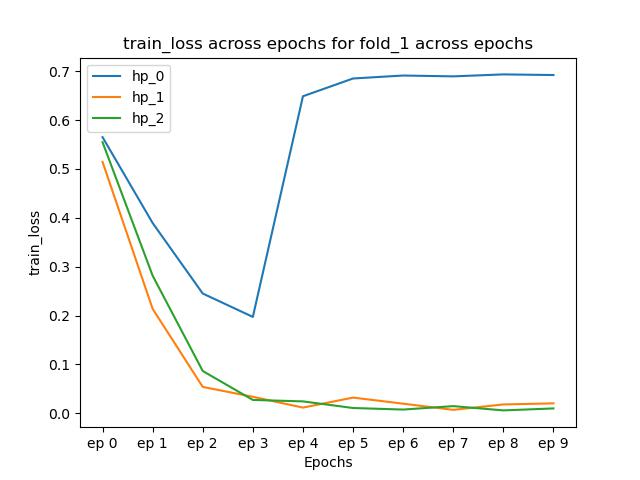 train_loss across epochs for fold_1 across epochs
hp_0
hp_1
hp_2
0.7
0.6
0.5
0.4
0.3
0.2
0.1
0.0
train_loss
ep 0 ep 1 ep 2 ep 3 ep 4 ep 5 ep 6 ep 7 ep 8 ep 9
Epochs